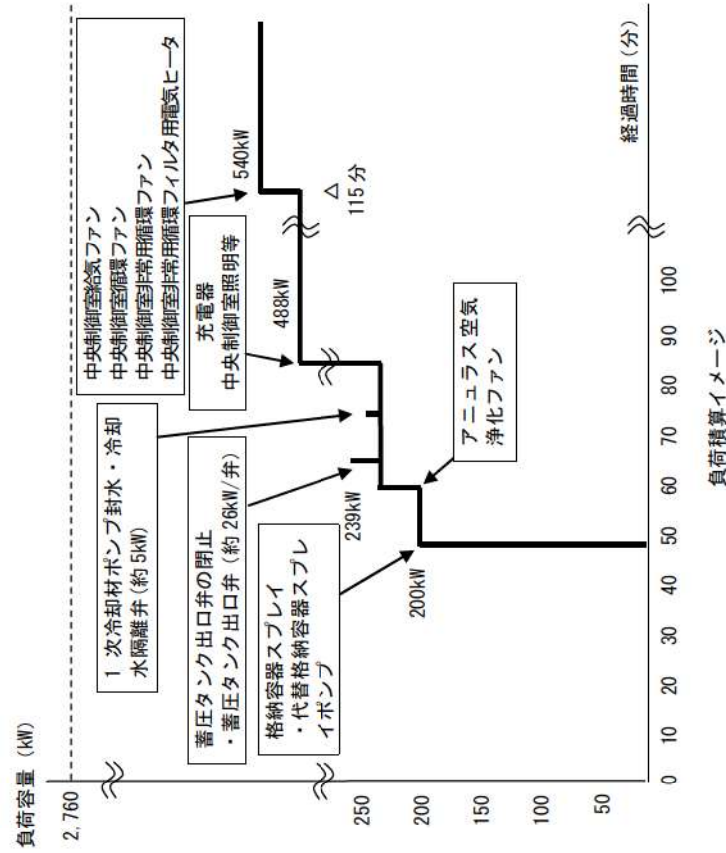 負荷容量 (kW)
2,760
250
200
150
100
50
0
10
20
30
40
50
60
70
80
90
100
経過時間(分)
負荷積算イメージ
格納容器スプレイ
・代替格納容器スプレ
イポンプ
200kW
アニュラス空気
浄化ファン
239kW
蓄圧タンク出口弁の閉止
・蓄圧タンク出口弁 (約26kW/弁)
1次冷却材ポンプ封水・冷却
水隔離弁(約5kW)
充電器
中央制御室照明等
488kW
中央制御室給気ファン
中央制御室循環ファン
中央制御室非常用循環ファン
中央制御室非常用循環フィルタ用電気ヒータ
540kW
△
115分